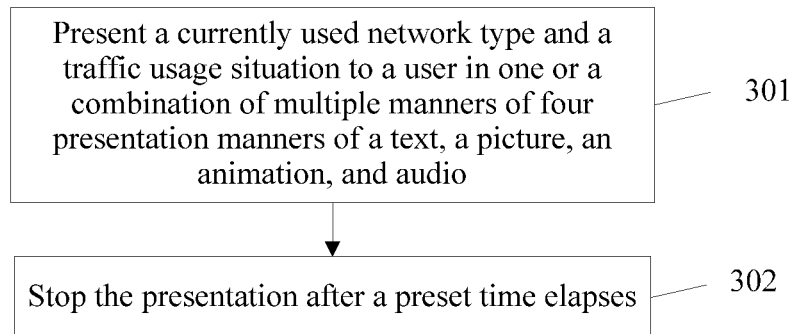 Present a currently used network type and a
traffic usage situation to a user in one or a
combination of multiple manners of four
presentation manners of a text, a picture, an
animation, and audio
301
Stop the presentation after a preset time elapses
302